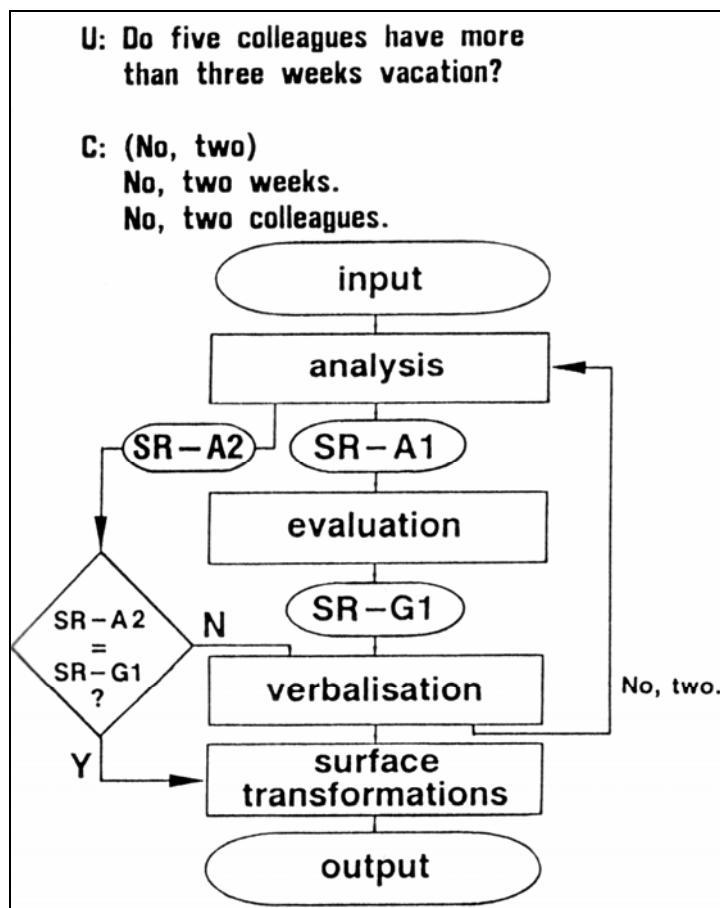 U: Do five colleagues have more
than three weeks vacation?
C: (No, two)
No, two weeks.
No, two colleagues.
input
analysis
SR-A2
SR-A1
evaluation
SR-G1
SR-A2
=
SR-G1
?
N
verbalisation
No, two.
Y
surface
transformations
output